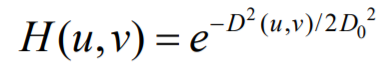 H(u,v) = e^{-D^2(u,v)/2D_0^2}